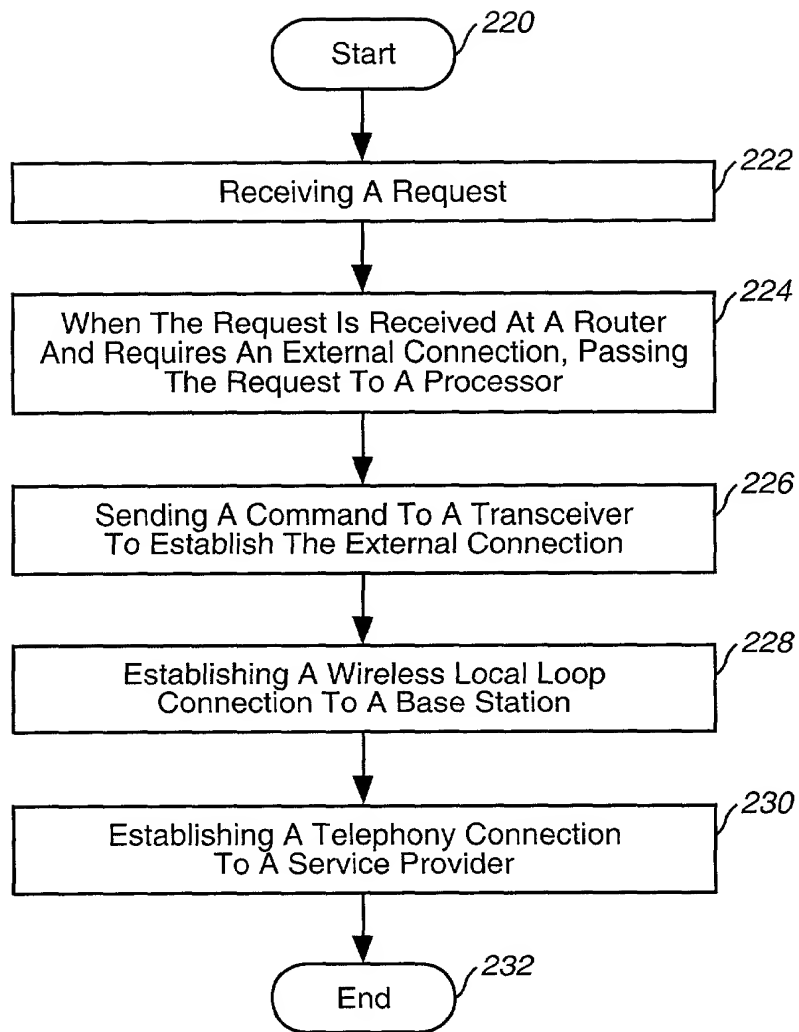 220
Start
222
Receiving A Request
224
When The Request Is Received At A Router
And Requires An External Connection, Passing
The Request To A Processor
226
Sending A Command To A Transceiver
To Establish The External Connection
228
Establishing A Wireless Local Loop
Connection To A Base Station
230
Establishing A Telephony Connection
To A Service Provider
232
End